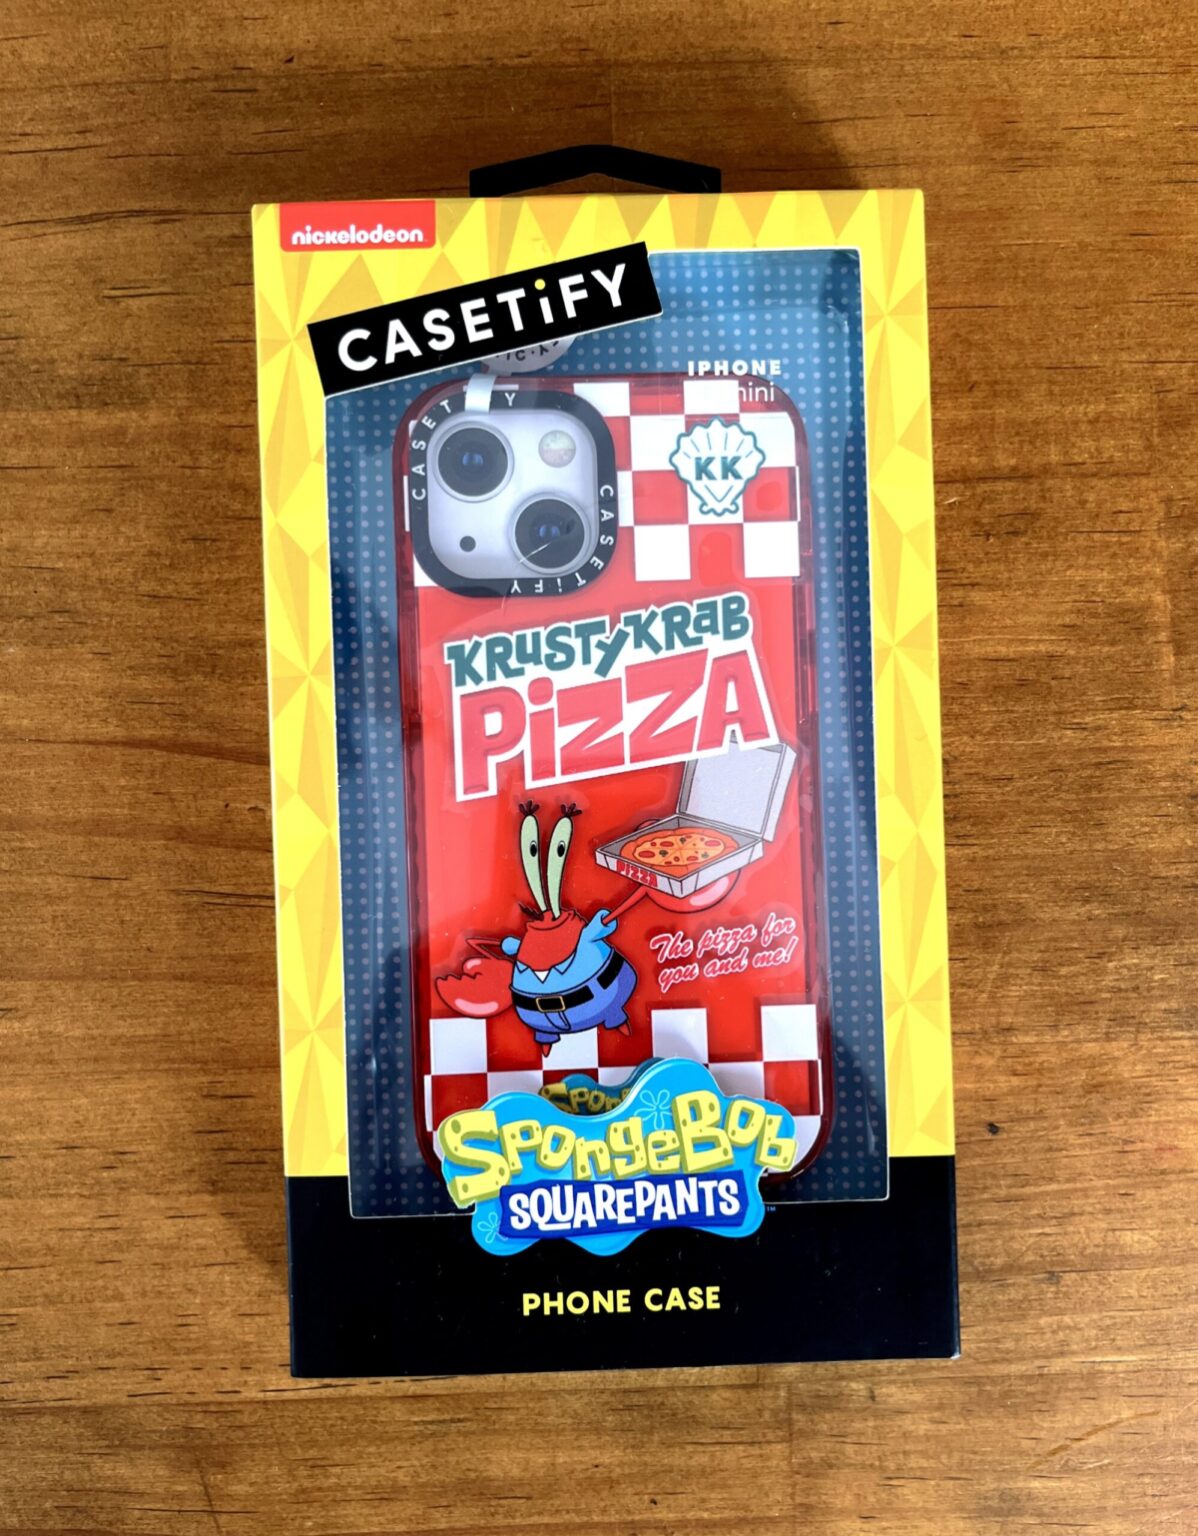 nickelodeon
CASETiFY
IPHONE
mini
CASETiFY
CASETiFY
KK
KRUSTY KRAB
PiZZA
PIZZA
The pizza for
you and me!
SPONGEBOB
SQUAREPANTS
™
PHONE CASE